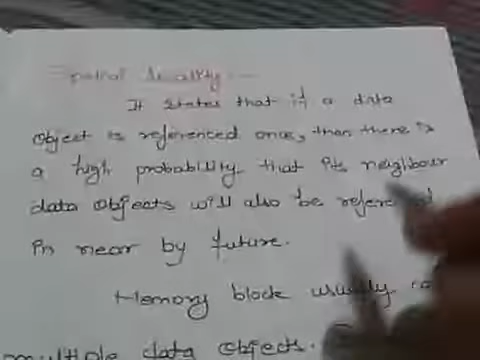 Spatial Locality :-
It states that if a data
object is referenced once, then there is
a high probability that its neighbour
data objects will also be referenced
in near by future.
Memory block usually
multiple data objects.